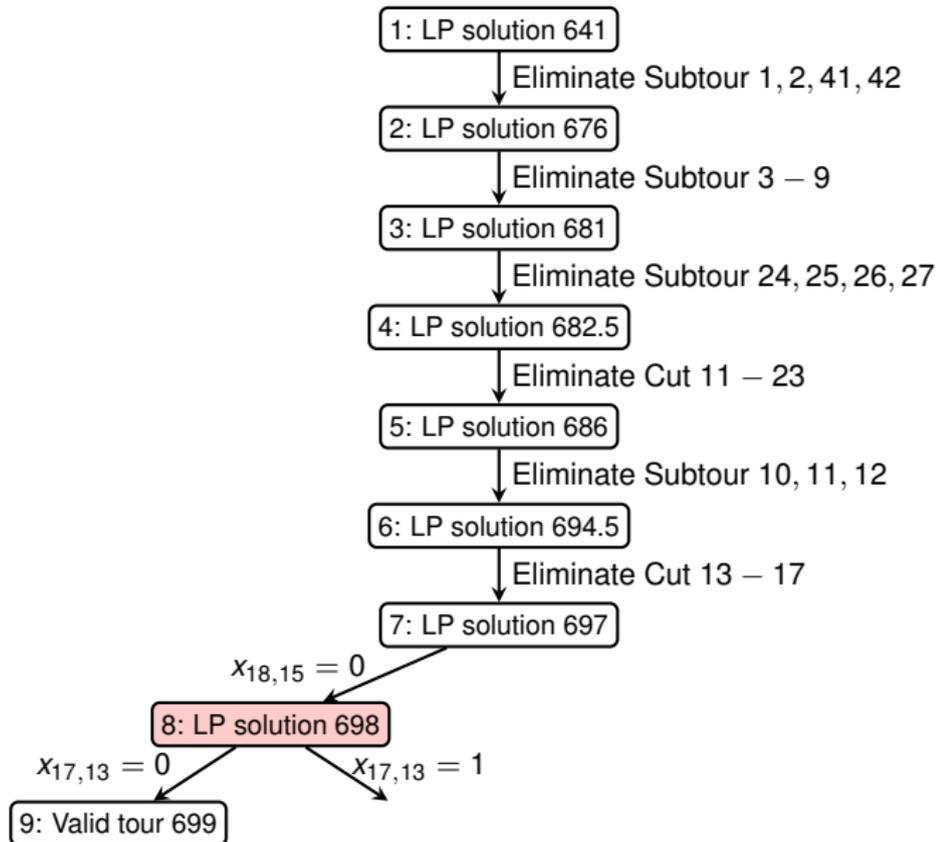 1: LP solution 641
Eliminate Subtour 1, 2, 41, 42
2: LP solution 676
Eliminate Subtour 3 − 9
3: LP solution 681
Eliminate Subtour 24, 25, 26, 27
4: LP solution 682.5
Eliminate Cut 11 − 23
5: LP solution 686
Eliminate Subtour 10, 11, 12
6: LP solution 694.5
Eliminate Cut 13 − 17
7: LP solution 697
x18,15 = 0
8: LP solution 698
x17,13 = 0
x17,13 = 1
9: Valid tour 699